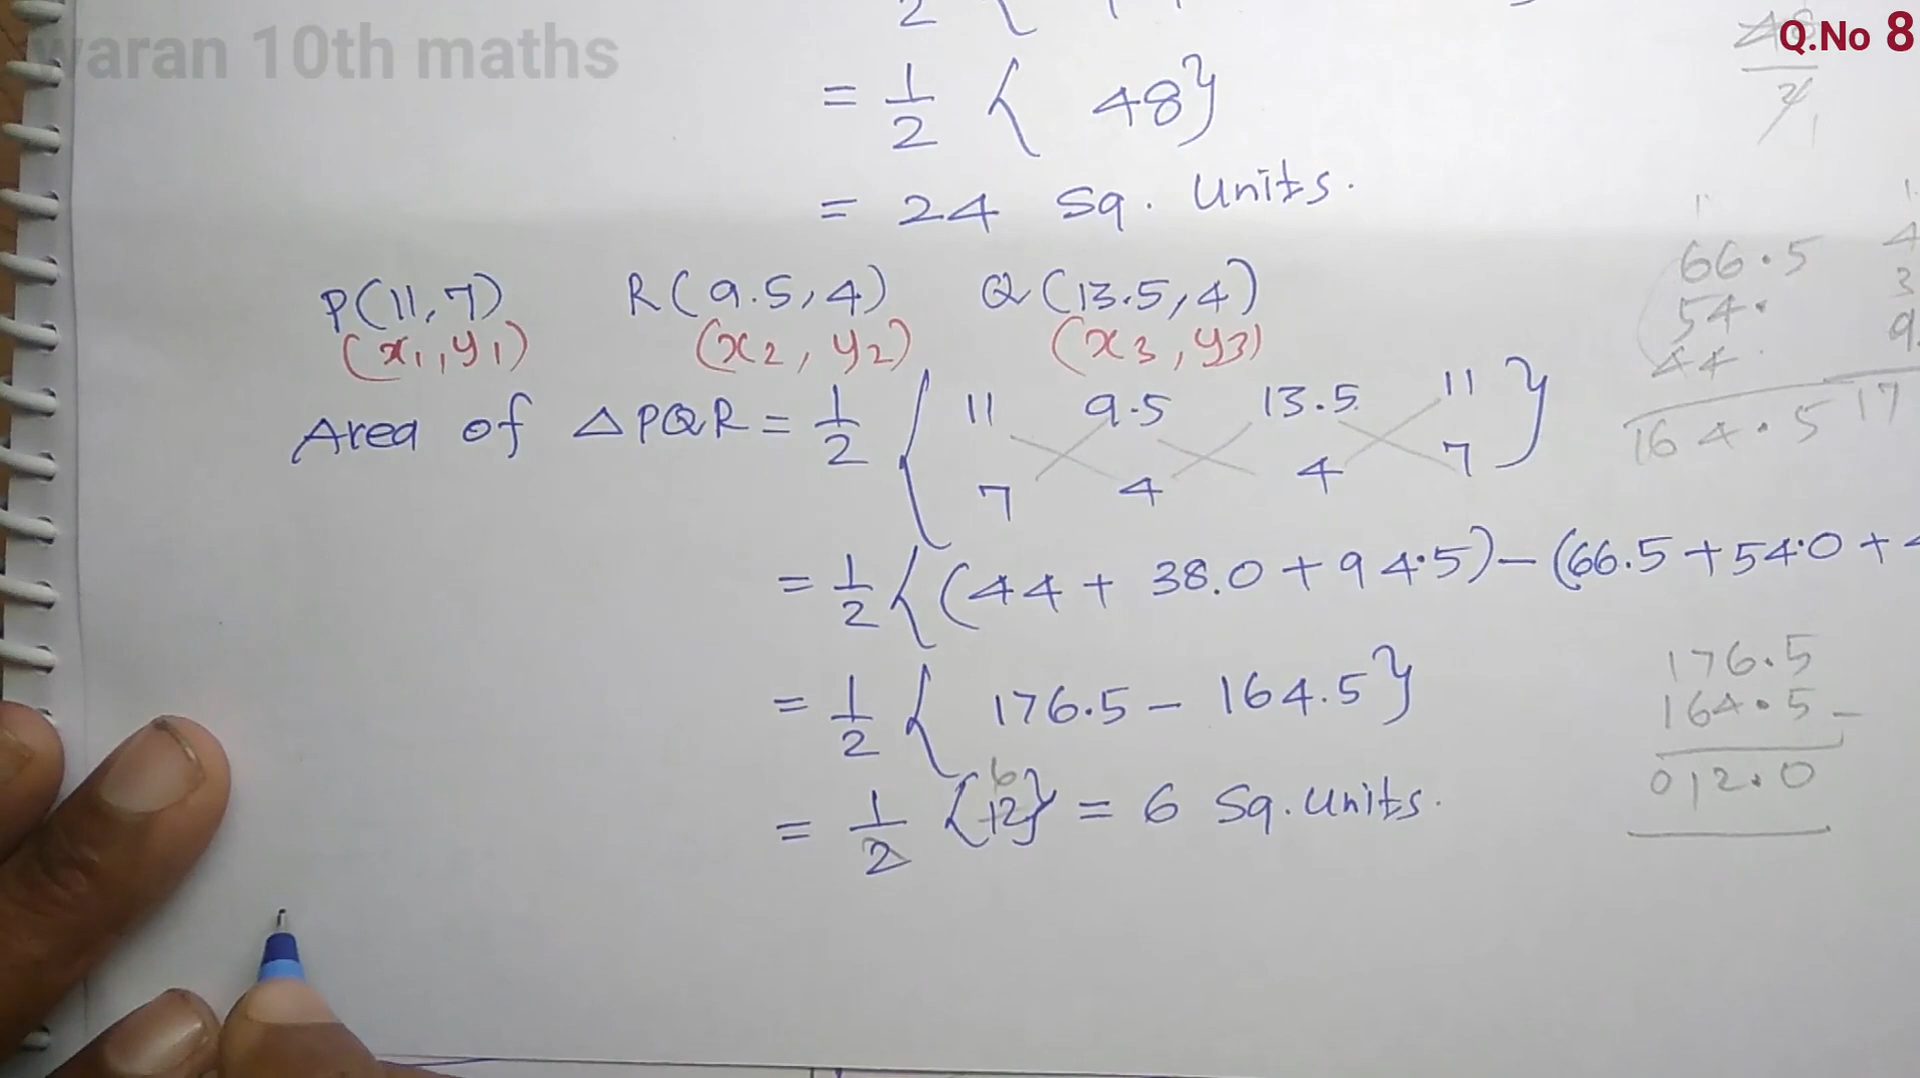 waran 10th maths
Q.No 8
= 1/2 { 48}
= 24 Sq. Units.
P(11,7) R(9.5,4) Q(13.5,4)
(x1,y1) (x2,y2) (x3,y3)
Area of △PQR = 1/2 { 11 9.5 13.5 11 }
7 4 4 7
= 1/2 { (44 + 38.0 + 94.5) - (66.5 + 54.0 + 4
= 1/2 { 176.5 - 164.5}
= 1/2 {12} = 6 Sq. units.
6
66.5
54.
44
164.5
17
176.5
164.5 -
012.0